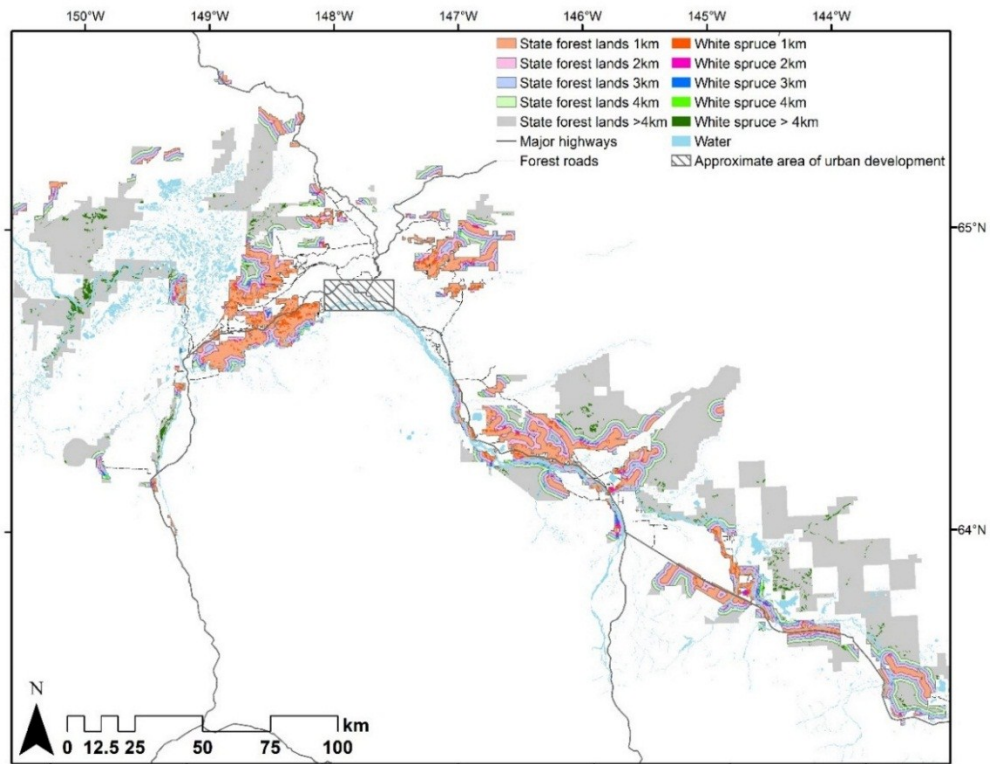 150°W 149°W 148°W 147°W 146°W 145°W 144°W
State forest lands 1km White spruce 1km
State forest lands 2km White spruce 2km
State forest lands 3km White spruce 3km
State forest lands 4km White spruce 4km
State forest lands >4km White spruce > 4km
Major highways Water
Forest roads Approximate area of urban development
65°N
64°N
N
km
0 12.5 25 50 75 100